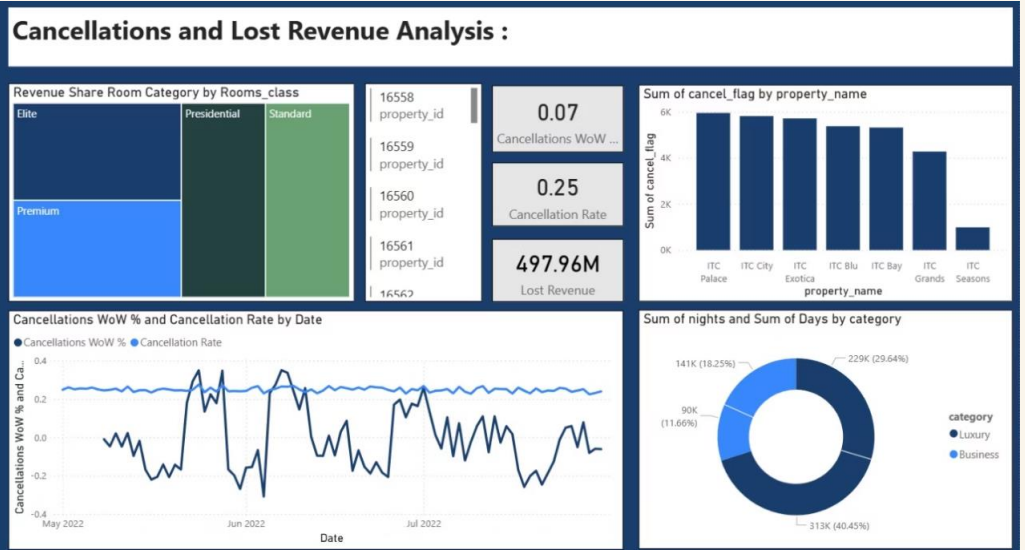 Cancellations and Lost Revenue Analysis :
Revenue Share Room Category by Rooms_class
Elite
Presidential
Standard
Premium
16558
property_id
16559
property_id
16560
property_id
16561
property_id
16562
0.07
Cancellations WoW ...
0.25
Cancellation Rate
497.96M
Lost Revenue
Sum of cancel_flag by property_name
Sum of cancel_flag
6K
4K
2K
0K
ITC Palace
ITC City
ITC Exotica
ITC Blu
ITC Bay
ITC Grands
ITC Seasons
property_name
Cancellations WoW % and Cancellation Rate by Date
Cancellations WoW %
Cancellation Rate
Cancellations WoW % and Ca...
0.4
0.2
0.0
-0.2
-0.4
May 2022
Jun 2022
Jul 2022
Date
Sum of nights and Sum of Days by category
141K (18.25%)
229K (29.64%)
90K
(11.66%)
313K (40.45%)
category
Luxury
Business